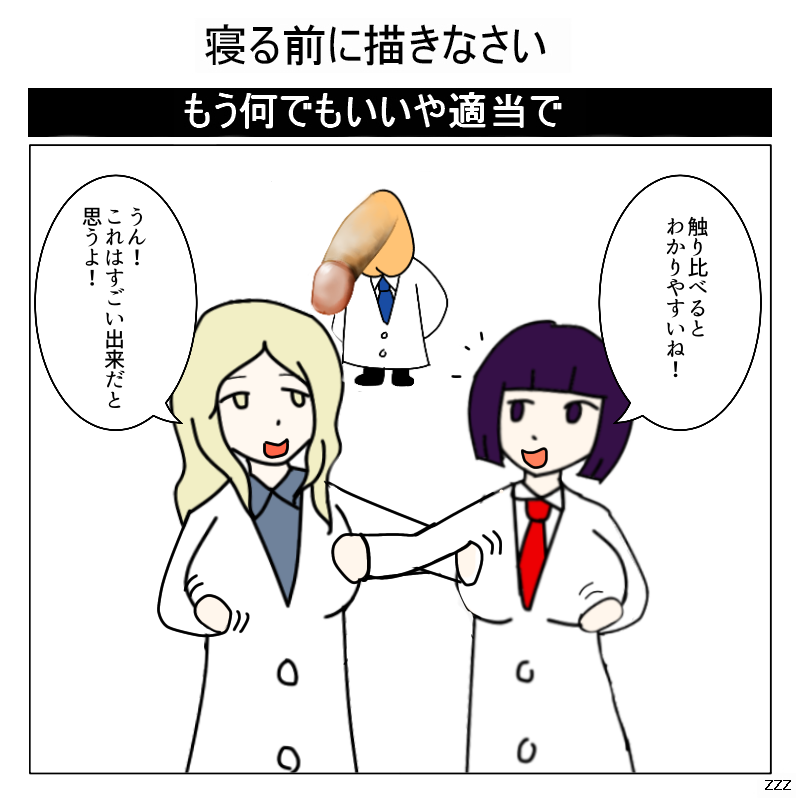 寝る前に描きなさい
もう何でもいいや適当で
触り比べると
わかりやすいね！
うん！
これはすごい出来だと
思うよ！
zzz